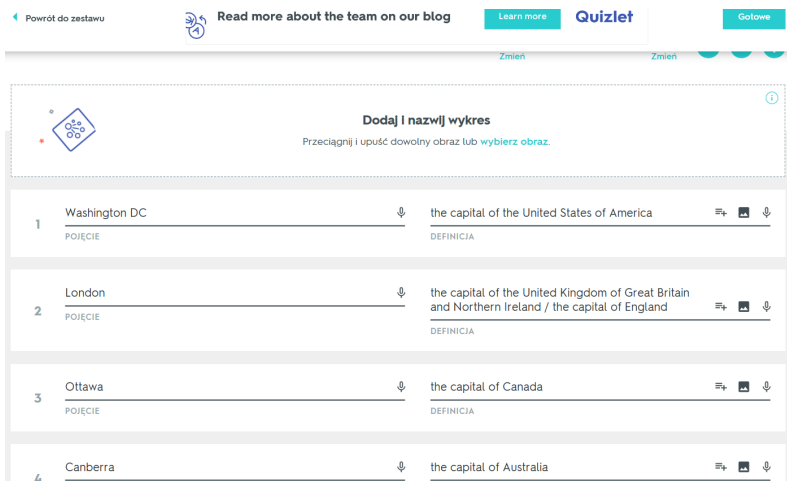 Powrót do zestawu
Read more about the team on our blog
Learn more
Quizlet
Gotowe
Zmień
Zmień
Dodaj i nazwij wykres
Przeciągnij i upuść dowolny obraz lub wybierz obraz.
1
Washington DC
the capital of the United States of America
POJĘCIE
DEFINICJA
2
London
the capital of the United Kingdom of Great Britain
and Northern Ireland / the capital of England
POJĘCIE
DEFINICJA
3
Ottawa
the capital of Canada
POJĘCIE
DEFINICJA
4
Canberra
the capital of Australia